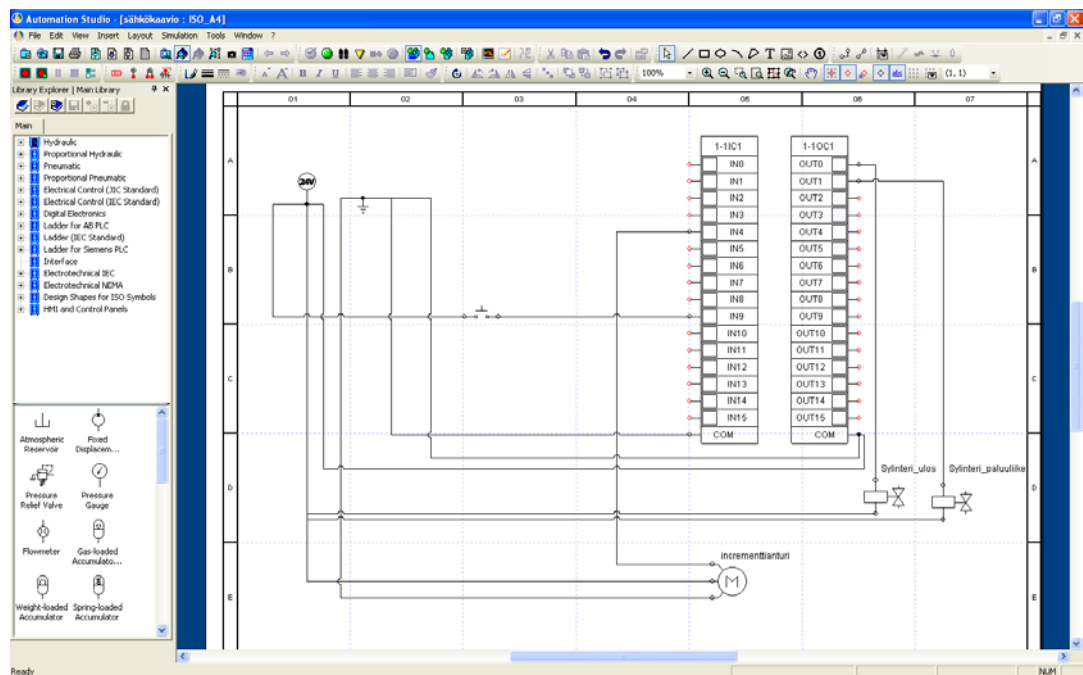 Automation Studio - [sähkökaavio : ISO_A4]
File Edit View Insert Layout Simulation Tools Window ?
100%
(1, 1)
Library Explorer | Main Library
Main
Hydraulic
Proportional Hydraulic
Pneumatic
Proportional Pneumatic
Electrical Control (JIC Standard)
Electrical Control (IEC Standard)
Digital Electronics
Ladder for AB PLC
Ladder (IEC Standard)
Ladder for Siemens PLC
Interface
Electrotechnical IEC
Electrotechnical NEMA
Design Shapes for ISO Symbols
HMI and Control Panels
Atmospheric Reservoir
Fixed Displacem...
Pressure Relief Valve
Pressure Gauge
Flowmeter
Gas-loaded Accumulato...
Weight-loaded Accumulator
Spring-loaded Accumulator
01 02 03 04 05 06 07
A A
B B
C C
D D
E E
24V
1-1IC1 1-1OC1
IN0 OUT0
IN1 OUT1
IN2 OUT2
IN3 OUT3
IN4 OUT4
IN5 OUT5
IN6 OUT6
IN7 OUT7
IN8 OUT8
IN9 OUT9
IN10 OUT10
IN11 OUT11
IN12 OUT12
IN13 OUT13
IN14 OUT14
IN15 OUT15
COM COM
Sylinteri_ulos Sylinteri_paluuliike
incrementtianturi
M
Ready
NUM